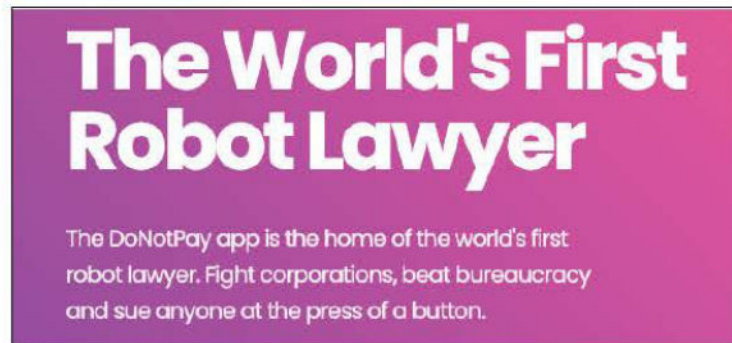 The World's First
Robot Lawyer
The DoNotPay app is the home of the world's first
robot lawyer. Fight corporations, beat bureaucracy
and sue anyone at the press of a button.